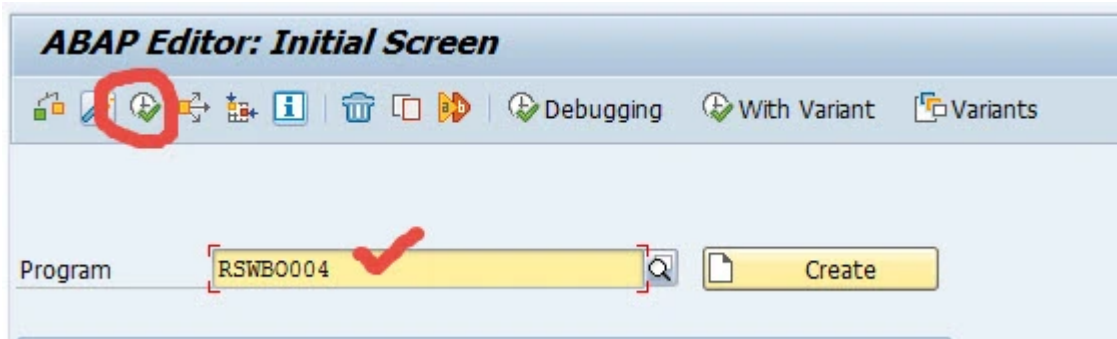 ABAP Editor: Initial Screen
Debugging With Variant Variants
Program RSWBO004 Create